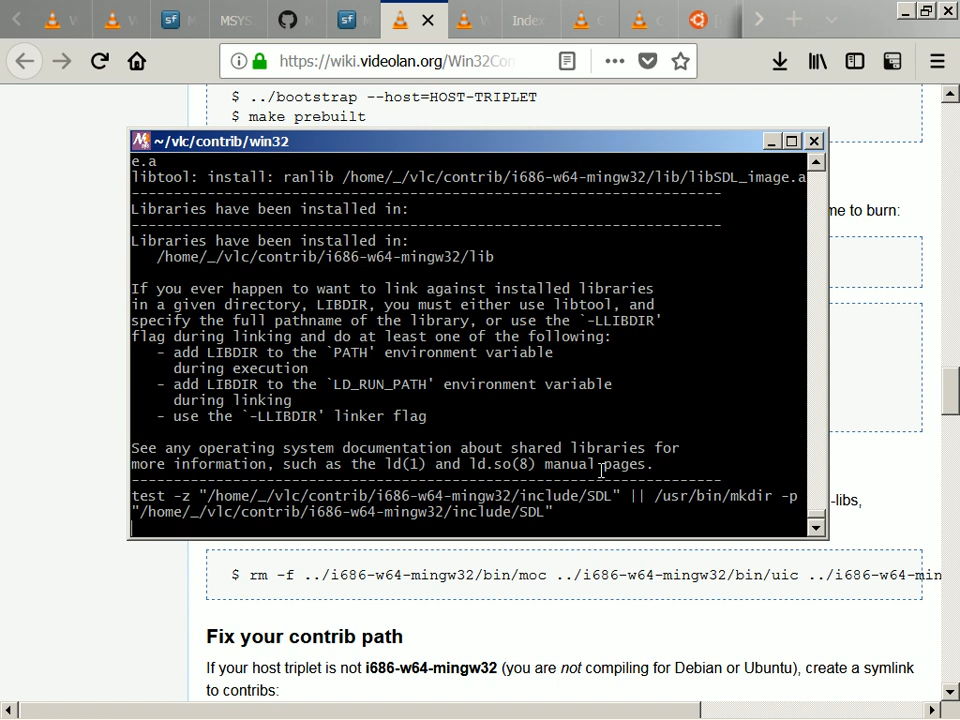 MSYS
Index
https://wiki.videolan.org/Win32Con
$ ../bootstrap --host=HOST-TRIPLET
$ make prebuilt
~/vlc/contrib/win32
e.a
libtool: install: ranlib /home/_/vlc/contrib/i686-w64-mingw32/lib/libSDL_image.a
----------------------------------------------------------------------
Libraries have been installed in:
me to burn:
----------------------------------------------------------------------
Libraries have been installed in:
/home/_/vlc/contrib/i686-w64-mingw32/lib
If you ever happen to want to link against installed libraries
in a given directory, LIBDIR, you must either use libtool, and
specify the full pathname of the library, or use the `-LLIBDIR'
flag during linking and do at least one of the following:
- add LIBDIR to the `PATH' environment variable
during execution
- add LIBDIR to the `LD_RUN_PATH' environment variable
during linking
- use the `-LLIBDIR' linker flag
See any operating system documentation about shared libraries for
more information, such as the ld(1) and ld.so(8) manual pages.
----------------------------------------------------------------------
test -z "/home/_/vlc/contrib/i686-w64-mingw32/include/SDL" || /usr/bin/mkdir -p
-libs,
"/home/_/vlc/contrib/i686-w64-mingw32/include/SDL"
$ rm -f ../i686-w64-mingw32/bin/moc ../i686-w64-mingw32/bin/uic ../i686-w64-min
Fix your contrib path
If your host triplet is not i686-w64-mingw32 (you are not compiling for Debian or Ubuntu), create a symlink
to contribs: